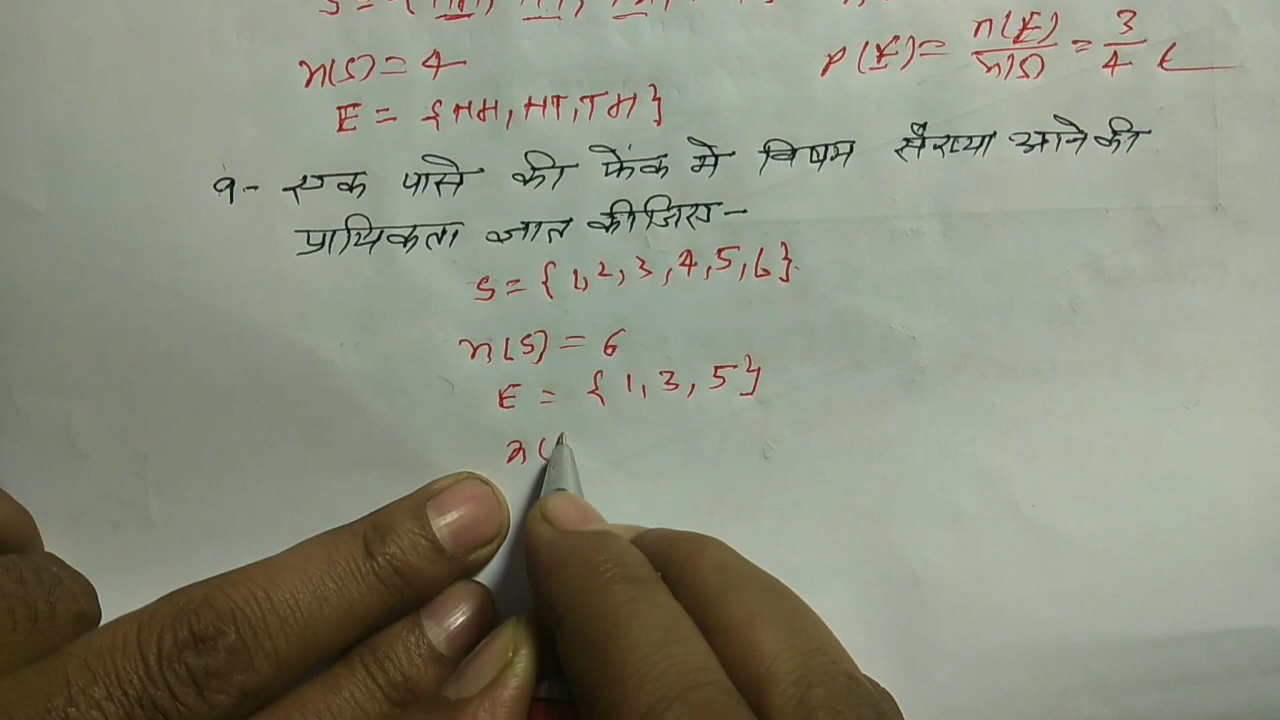 n(S) = 4
P(E) = n(E)/n(S) = 3/4
E = {HH, HT, TH}
९- एक पासे की फेंक मे विषम संख्या आने की
प्रायिकता ज्ञात कीजिए-
S = {1, 2, 3, 4, 5, 6}
n(S) = 6
E = {1, 3, 5}
n(